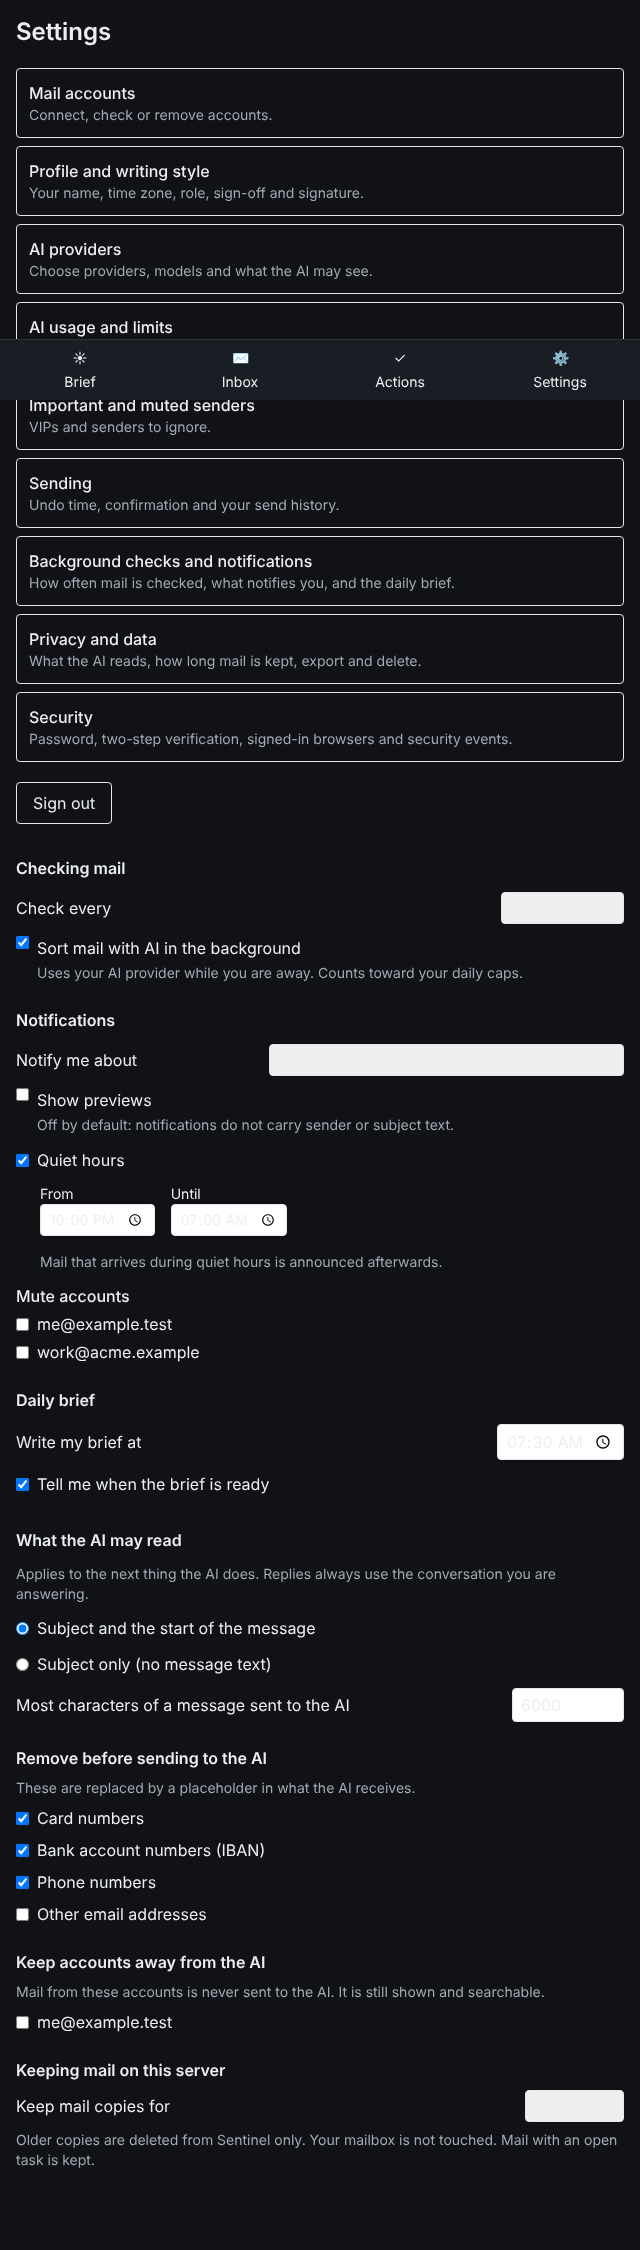 Settings
Mail accounts
Connect, check or remove accounts.
Profile and writing style
Your name, time zone, role, sign-off and signature.
AI providers
Choose providers, models and what the AI may see.
AI usage and limits
Brief
Inbox
Actions
Settings
Important and muted senders
VIPs and senders to ignore.
Sending
Undo time, confirmation and your send history.
Background checks and notifications
How often mail is checked, what notifies you, and the daily brief.
Privacy and data
What the AI reads, how long mail is kept, export and delete.
Security
Password, two-step verification, signed-in browsers and security events.
Sign out
Checking mail
Check every
Sort mail with AI in the background
Uses your AI provider while you are away. Counts toward your daily caps.
Notifications
Notify me about
Show previews
Off by default: notifications do not carry sender or subject text.
Quiet hours
From
Until
10:00 PM
07:00 AM
Mail that arrives during quiet hours is announced afterwards.
Mute accounts
me@example.test
work@acme.example
Daily brief
Write my brief at
07:30 AM
Tell me when the brief is ready
What the AI may read
Applies to the next thing the AI does. Replies always use the conversation you are
answering.
Subject and the start of the message
Subject only (no message text)
Most characters of a message sent to the AI
6000
Remove before sending to the AI
These are replaced by a placeholder in what the AI receives.
Card numbers
Bank account numbers (IBAN)
Phone numbers
Other email addresses
Keep accounts away from the AI
Mail from these accounts is never sent to the AI. It is still shown and searchable.
me@example.test
Keeping mail on this server
Keep mail copies for
Older copies are deleted from Sentinel only. Your mailbox is not touched. Mail with an open
task is kept.